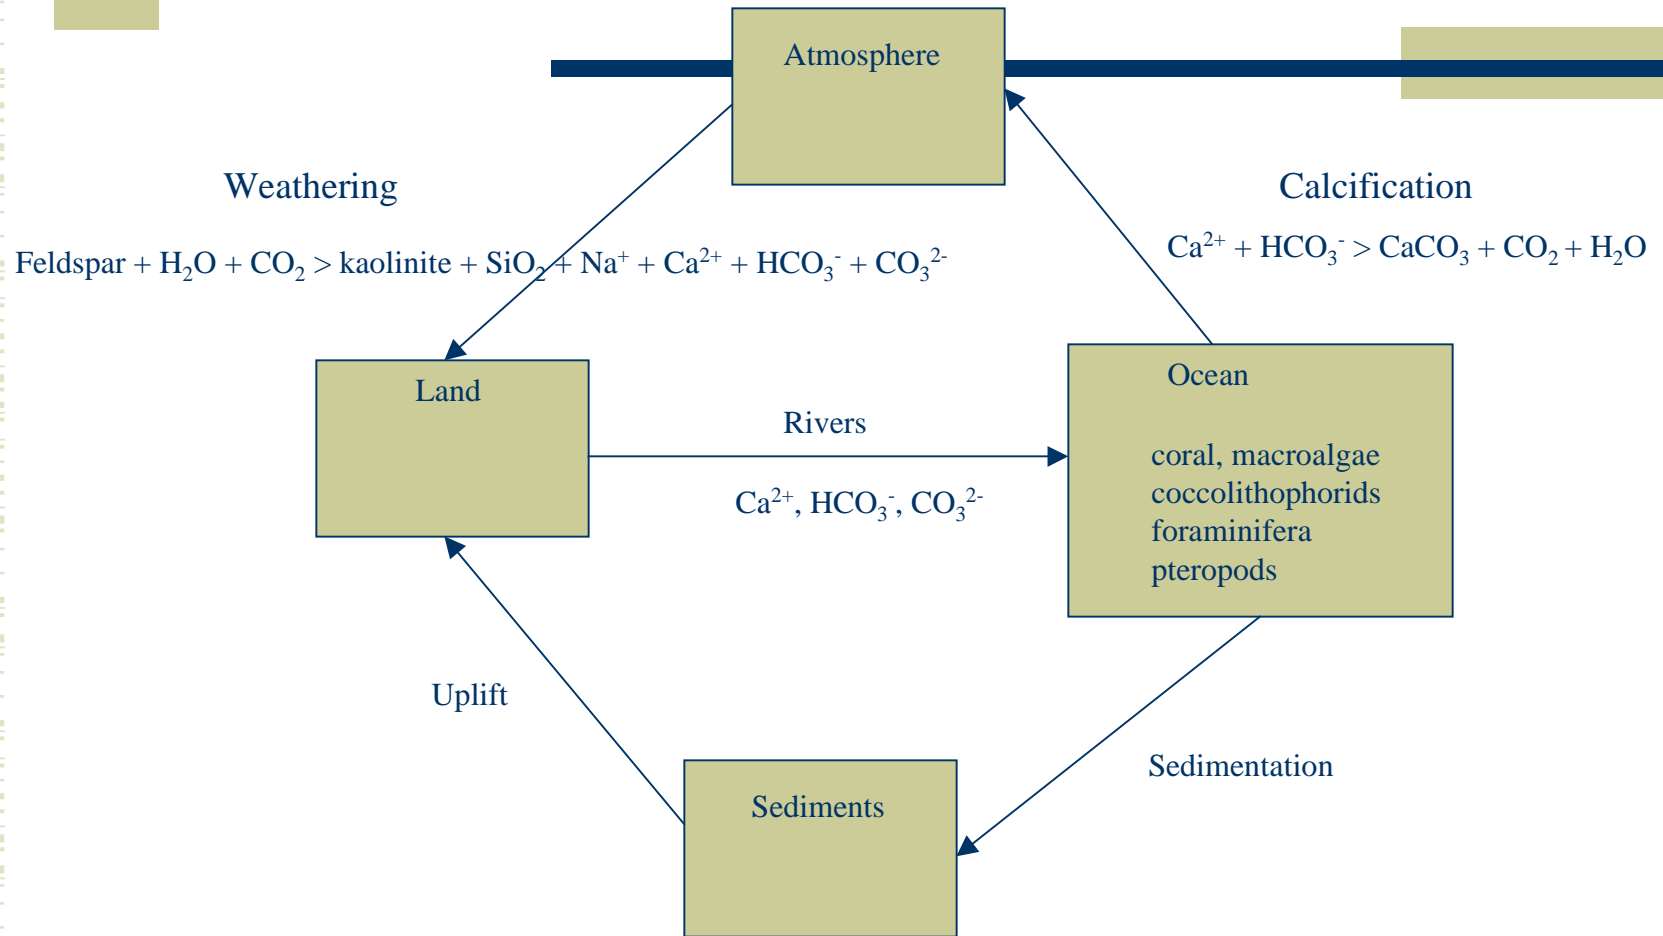 Atmosphere
Weathering
Calcification
Feldspar + H₂O + CO₂ > kaolinite + SiO₂ + Na⁺ + Ca²⁺ + HCO₃⁻ + CO₃²⁻
Ca²⁺ + HCO₃⁻ > CaCO₃ + CO₂ + H₂O
Land
Rivers
Ca²⁺, HCO₃⁻, CO₃²⁻
Ocean
coral, macroalgae
coccolithophorids
foraminifera
pteropods
Uplift
Sedimentation
Sediments